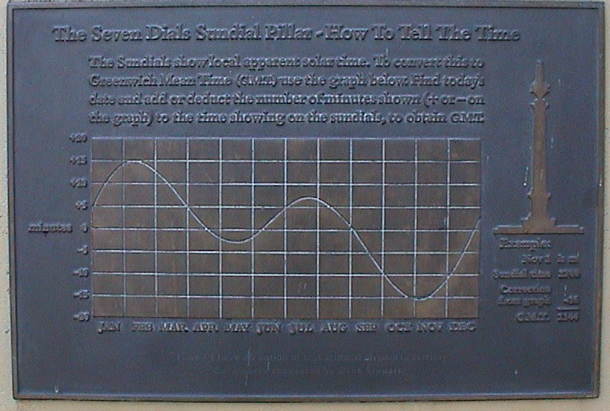 The Seven Dials Sundial Pillar - How To Tell The Time
The Sundials show local apparent solar time. To convert this to
Greenwich Mean Time (GMT) use the graph below. Find today's
date and add or deduct the number of minutes shown (+ or - on
the graph) to the time showing on the sundials, to obtain GMT.
+20
+15
+10
+5
minutes 0
-5
-10
-15
-20
JAN FEB MAR APR MAY JUN JUL AUG SEP OCT NOV DEC
Example:
Nov 1
Sundial time
Correction
from graph
GMT